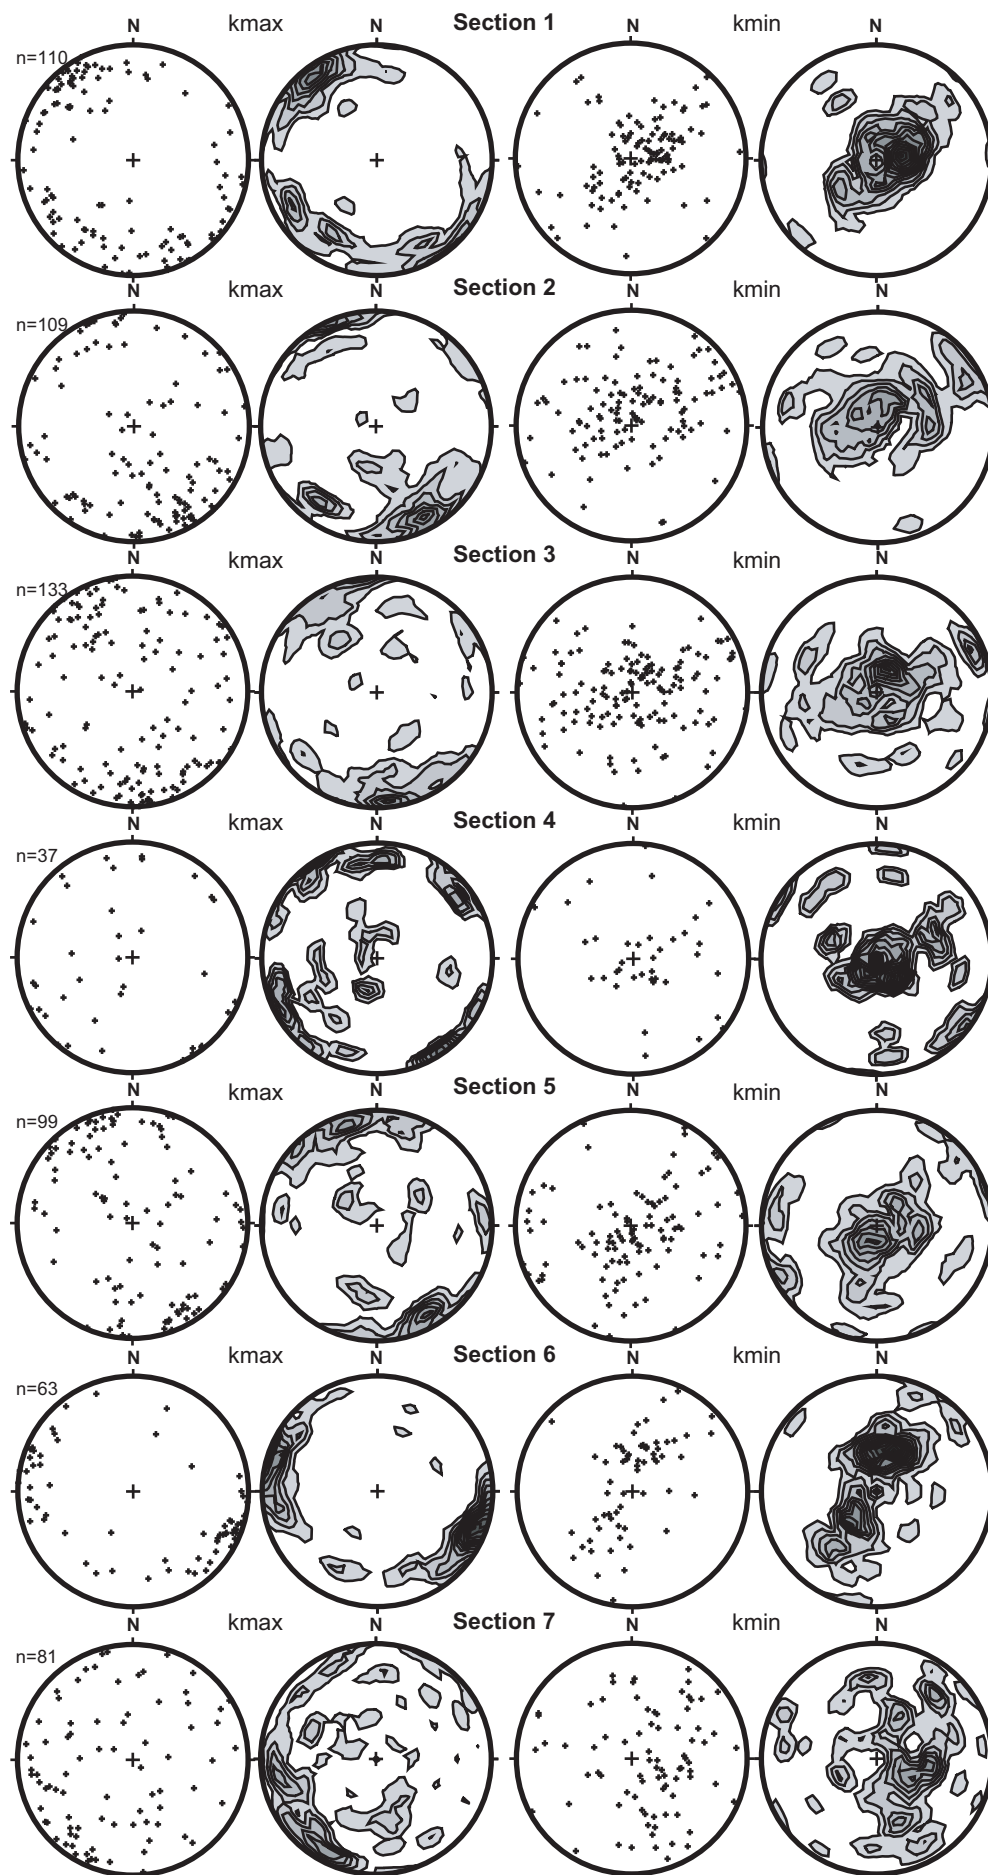 N kmax Section 1 N kmin N
n=110
N N kmax Section 2 N kmin N
n=109
N kmax Section 3 N kmin N
n=133
N kmax Section 4 N kmin N
n=37
N kmax Section 5 N kmin N
n=99
N kmax N Section 6 N kmin N
n=63
N kmax N Section 7 N kmin N
n=81